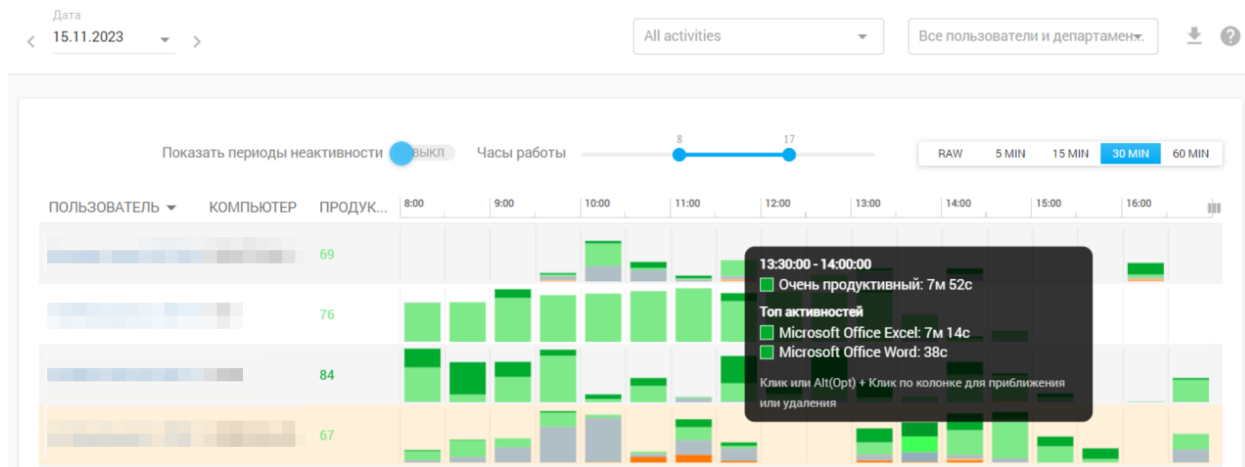 Дата
15.11.2023
All activities
Все пользователи и департамен...
Показать периоды неактивности
ВЫКЛ
Часы работы
8
17
RAW
5 MIN
15 MIN
30 MIN
60 MIN
ПОЛЬЗОВАТЕЛЬ
КОМПЬЮТЕР
ПРОДУК...
8:00
9:00
10:00
11:00
12:00
13:00
14:00
15:00
16:00
69
76
84
67
13:30:00 - 14:00:00
Очень продуктивный: 7м 52с
Топ активностей
Microsoft Office Excel: 7м 14с
Microsoft Office Word: 38с
Клик или Alt(Opt) + Клик по колонке для приближения
или удаления